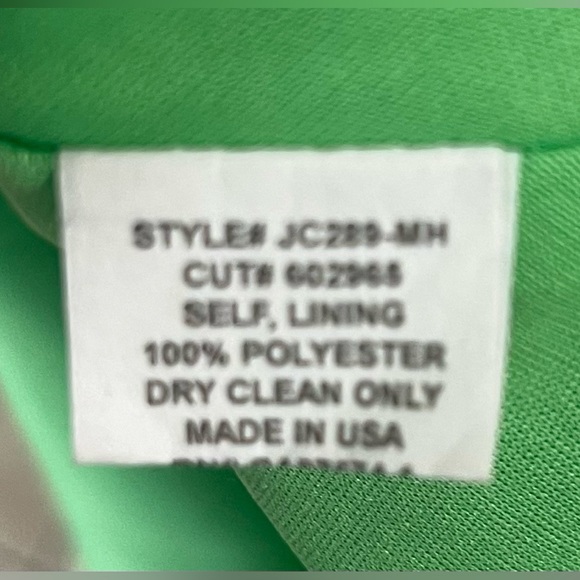 STYLE# JC289-MH
CUT# 602965
SELF, LINING
100% POLYESTER
DRY CLEAN ONLY
MADE IN USA